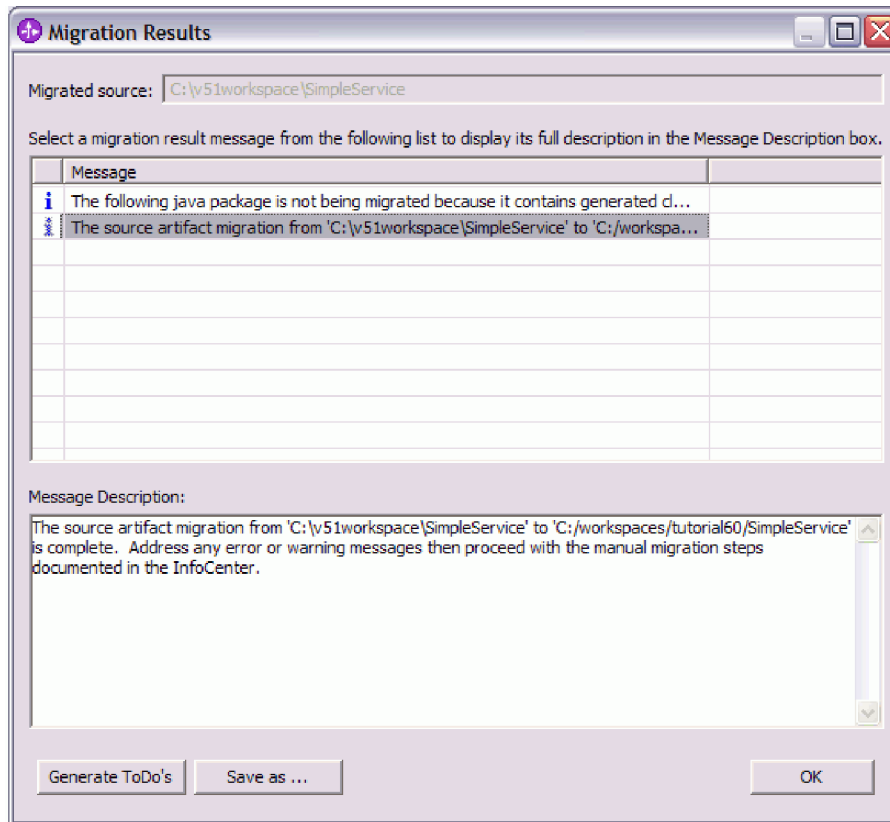 Migration Results
Migrated source: C:\v51workspace\SimpleService
Select a migration result message from the following list to display its full description in the Message Description box.
Message
i The following java package is not being migrated because it contains generated cl...
i The source artifact migration from 'C:\v51workspace\SimpleService' to 'C:/workspa...
Message Description:
The source artifact migration from 'C:\v51workspace\SimpleService' to 'C:/workspaces/tutorial60/SimpleService'
is complete.  Address any error or warning messages then proceed with the manual migration steps
documented in the InfoCenter.
Generate ToDo's Save as ... OK